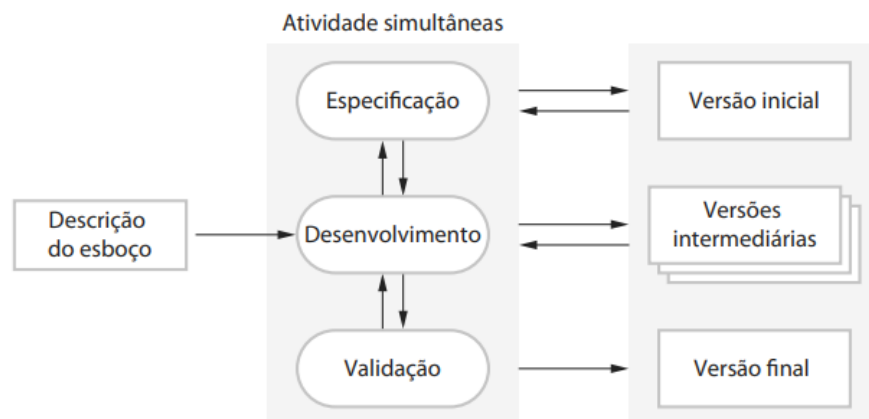 Atividade simultâneas
Especificação
Versão inicial
Descrição
do esboço
Desenvolvimento
Versões
intermediárias
Validação
Versão final